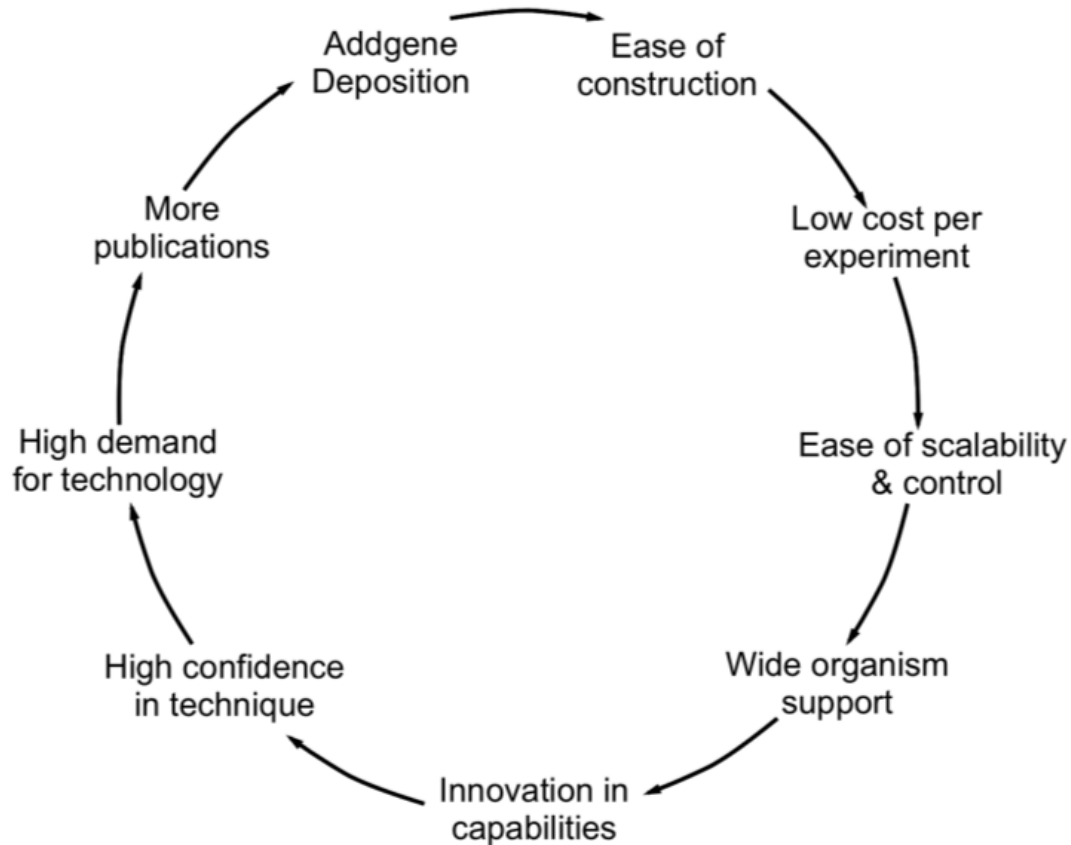 Addgene
Deposition
Ease of
construction
Low cost per
experiment
Ease of scalability
& control
Wide organism
support
Innovation in
capabilities
High confidence
in technique
High demand
for technology
More
publications